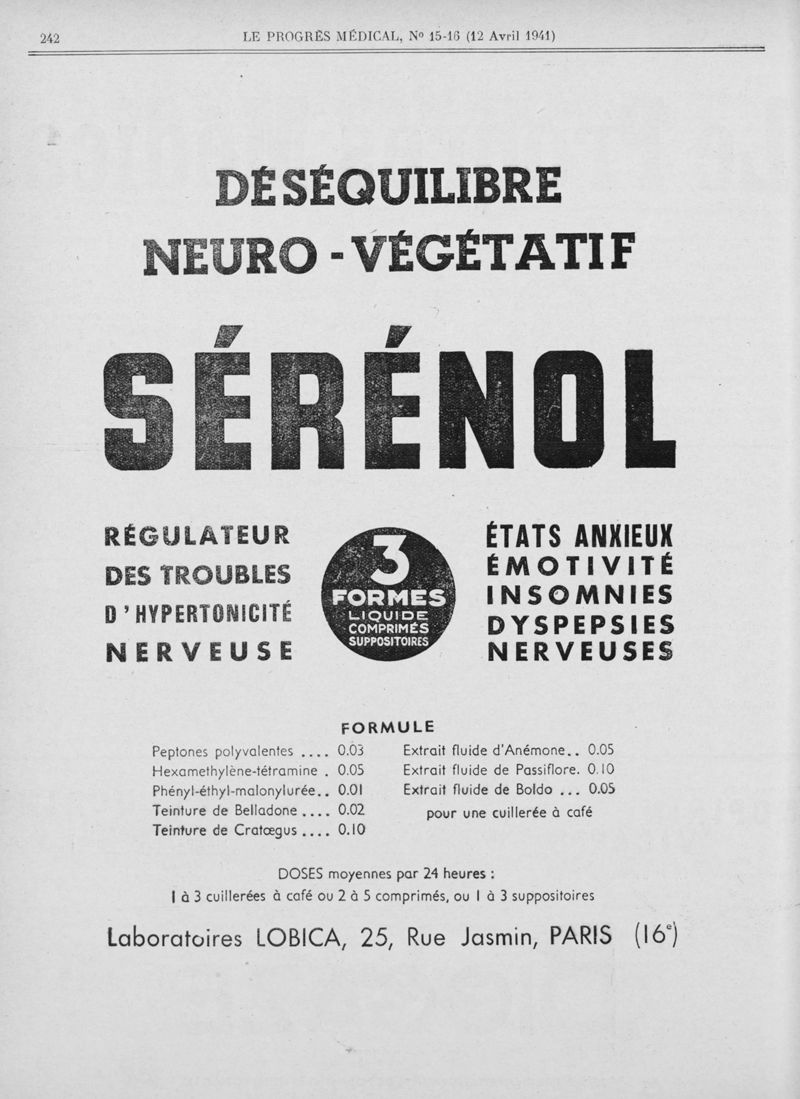 242
LE PROGRÈS MÉDICAL, Nº 15-16 (12 Avril 1941)
DÉSÉQUILIBRE
NEURO-VÉGÉTATIF
SÉRÉNOL
RÉGULATEUR
DES TROUBLES
D'HYPERTONICITÉ
NERVEUSE
3
FORMES
LIQUIDE
COMPRIMÉS
SUPPOSITOIRES
ÉTATS ANXIEUX
ÉMOTIVITÉ
INSOMNIES
DYSPEPSIES
NERVEUSES
FORMULE
Peptones polyvalentes .... 0.03
Hexamethylène-tétramine . 0.05
Phényl-éthyl-malonylurée.. 0.01
Teinture de Belladone .... 0.02
Teinture de Cratœgus .... 0.10
Extrait fluide d'Anémone.. 0.05
Extrait fluide de Passiflore. 0.10
Extrait fluide de Boldo ... 0.05
pour une cuillerée à café
DOSES moyennes par 24 heures :
1 à 3 cuillerées à café ou 2 à 5 comprimés, ou 1 à 3 suppositoires
Laboratoires LOBICA, 25, Rue Jasmin, PARIS (16e)